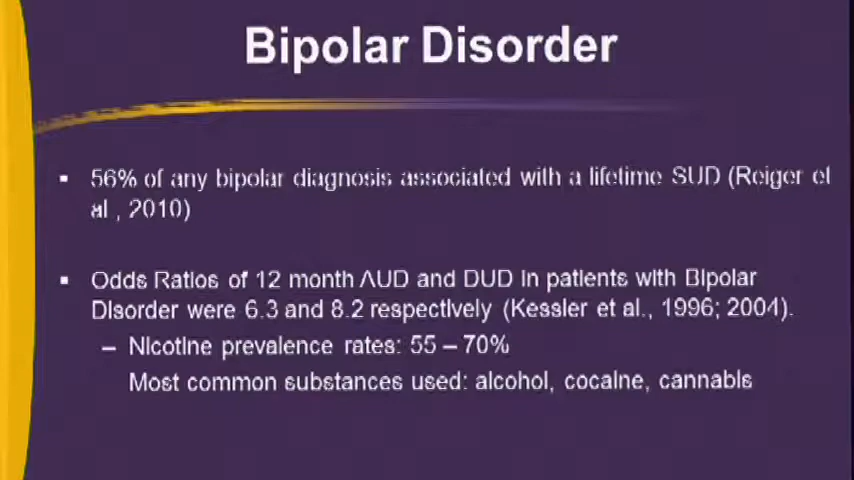 Bipolar Disorder
▪ 56% of any bipolar diagnosis associated with a lifetime SUD (Reiger et
al , 2010)
▪ Odds Ratios of 12 month AUD and DUD in patients with Bipolar
Disorder were 6.3 and 8.2 respectively (Kessler et al., 1996; 2004).
– Nicotine prevalence rates: 55 – 70%
Most common substances used: alcohol, cocaine, cannabis